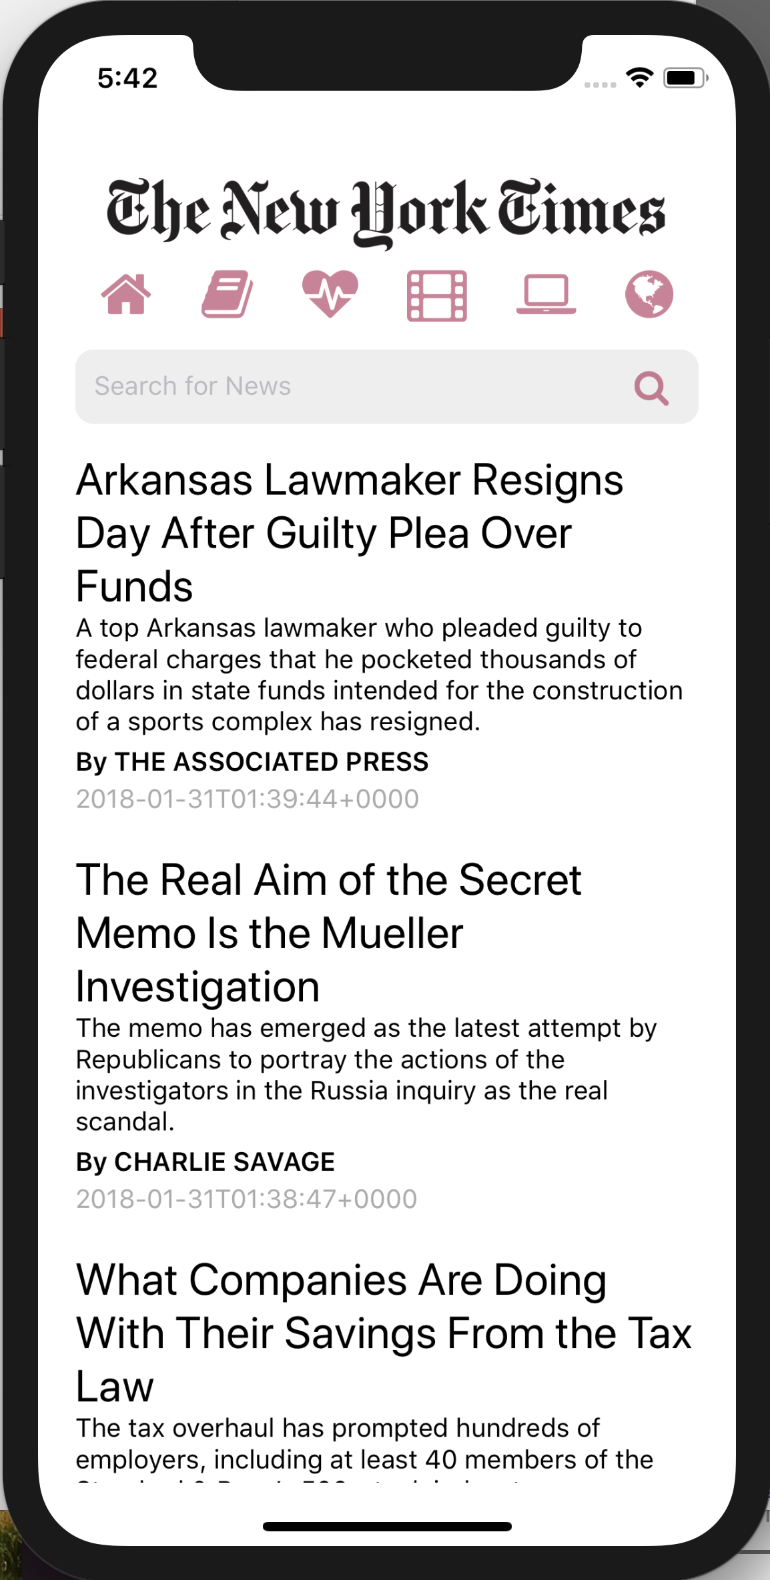 5:42
The New York Times
Search for News
Arkansas Lawmaker Resigns
Day After Guilty Plea Over
Funds
A top Arkansas lawmaker who pleaded guilty to
federal charges that he pocketed thousands of
dollars in state funds intended for the construction
of a sports complex has resigned.
By THE ASSOCIATED PRESS
2018-01-31T01:39:44+0000
The Real Aim of the Secret
Memo Is the Mueller
Investigation
The memo has emerged as the latest attempt by
Republicans to portray the actions of the
investigators in the Russia inquiry as the real
scandal.
By CHARLIE SAVAGE
2018-01-31T01:38:47+0000
What Companies Are Doing
With Their Savings From the Tax
Law
The tax overhaul has prompted hundreds of
employers, including at least 40 members of the